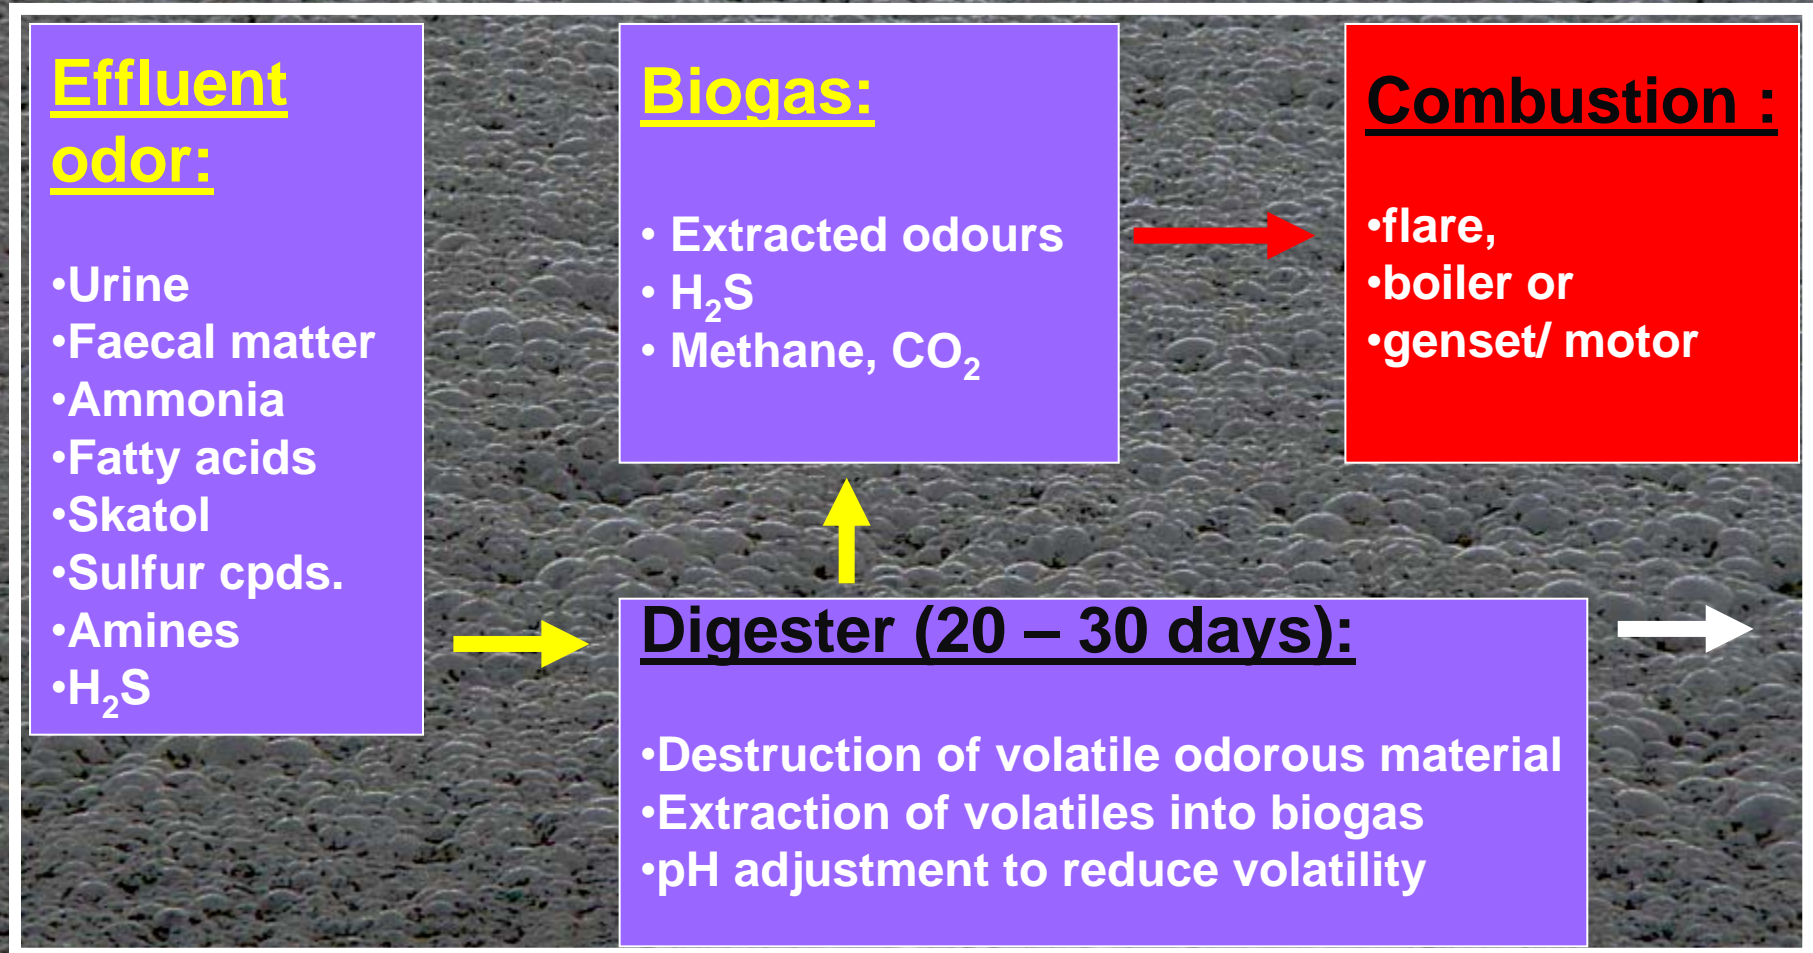 Effluent
odor:
•Urine
•Faecal matter
•Ammonia
•Fatty acids
•Skatol
•Sulfur cpds.
•Amines
•H₂S
Biogas:
• Extracted odours
• H₂S
• Methane, CO₂
Combustion :
•flare,
•boiler or
•genset/ motor
Digester (20 – 30 days):
•Destruction of volatile odorous material
•Extraction of volatiles into biogas
•pH adjustment to reduce volatility